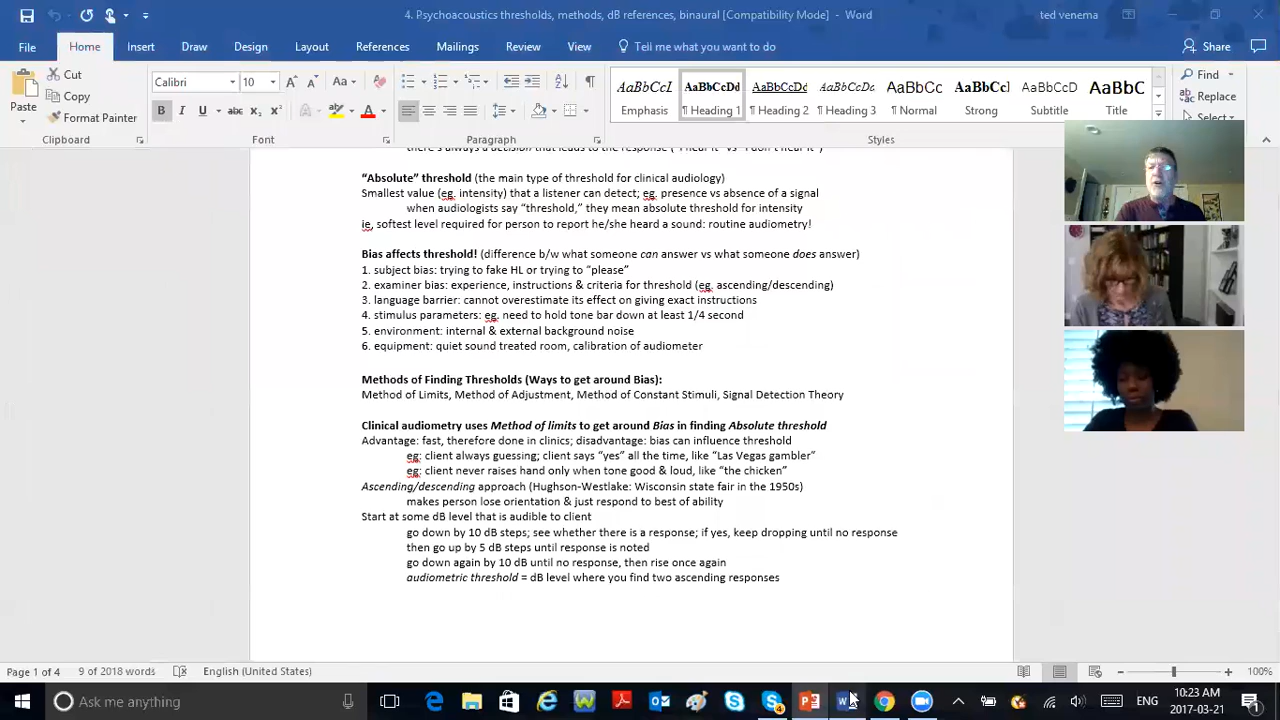 4. Psychoacoustics thresholds, methods, dB references, binaural [Compatibility Mode] - Word
ted venema
File Home Insert Draw Design Layout References Mailings Review View Tell me what you want to do Share
Paste
Cut
Copy
Format Painter
Clipboard
Calibri 10
Font
Paragraph
AaBbCcL AaBbCcDd AaBbCcDd AaBbCcDd AaBbCc AaBbCc AaBbCcD AaBbC
Emphasis ¶ Heading 1 ¶ Heading 2 ¶ Heading 3 ¶ Normal Strong Subtitle Title
Styles
Find
Replace
Select
there's always a decision that leads to the response ("I hear it" vs "I don't hear it")
“Absolute” threshold (the main type of threshold for clinical audiology)
Smallest value (eg. intensity) that a listener can detect; eg. presence vs absence of a signal
when audiologists say “threshold,” they mean absolute threshold for intensity
ie, softest level required for person to report he/she heard a sound: routine audiometry!
Bias affects threshold! (difference b/w what someone can answer vs what someone does answer)
1. subject bias: trying to fake HL or trying to “please”
2. examiner bias: experience, instructions & criteria for threshold (eg. ascending/descending)
3. language barrier: cannot overestimate its effect on giving exact instructions
4. stimulus parameters: eg. need to hold tone bar down at least 1/4 second
5. environment: internal & external background noise
6. equipment: quiet sound treated room, calibration of audiometer
Methods of Finding Thresholds (Ways to get around Bias):
Method of Limits, Method of Adjustment, Method of Constant Stimuli, Signal Detection Theory
Clinical audiometry uses Method of limits to get around Bias in finding Absolute threshold
Advantage: fast, therefore done in clinics; disadvantage: bias can influence threshold
eg: client always guessing; client says “yes” all the time, like “Las Vegas gambler”
eg: client never raises hand only when tone good & loud, like “the chicken”
Ascending/descending approach (Hughson-Westlake: Wisconsin state fair in the 1950s)
makes person lose orientation & just respond to best of ability
Start at some dB level that is audible to client
go down by 10 dB steps; see whether there is a response; if yes, keep dropping until no response
then go up by 5 dB steps until response is noted
go down again by 10 dB until no response, then rise once again
audiometric threshold = dB level where you find two ascending responses
Page 1 of 4 9 of 2018 words English (United States) 100%
Ask me anything
ENG
10:23 AM
2017-03-21